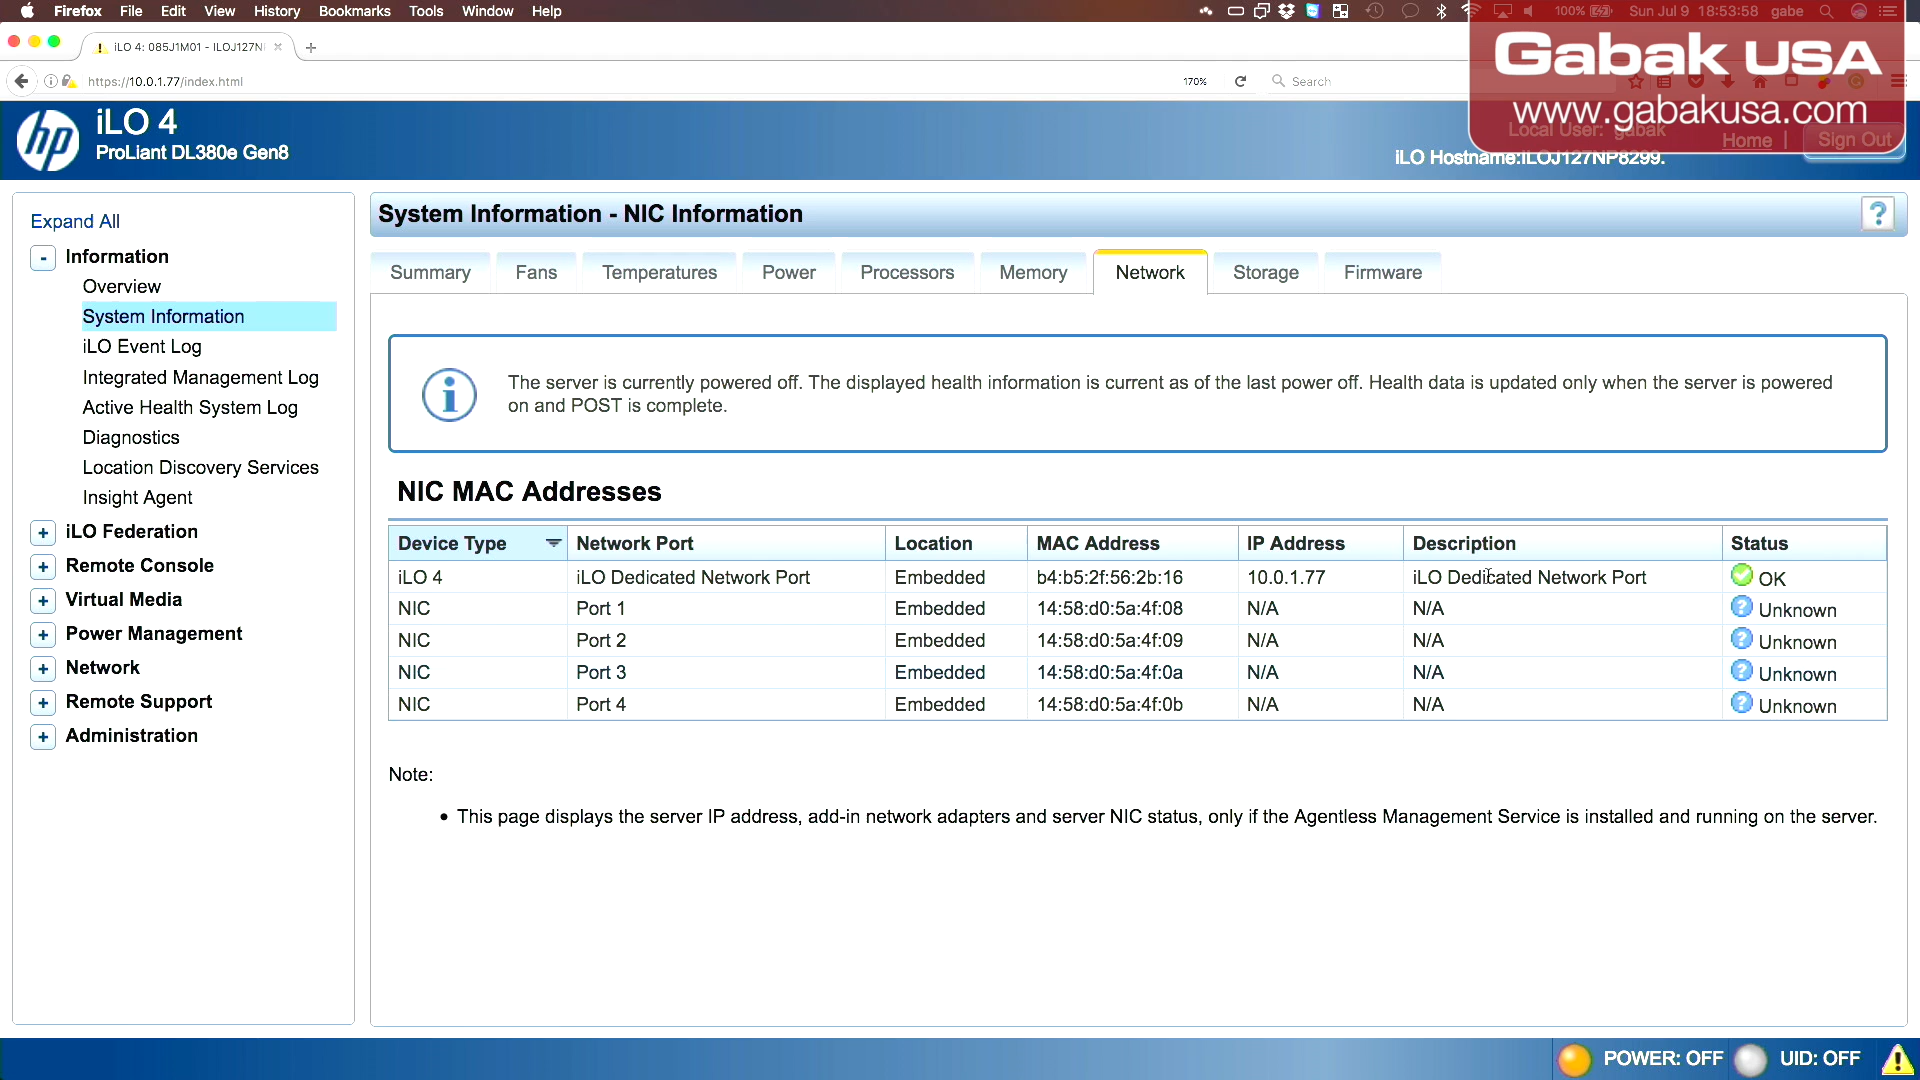 Firefox File Edit View History Bookmarks Tools Window Help
100% Sun Jul 9 18:53:58 gabe
iLO 4: 085J1M01 - ILOJ127N
https://10.0.1.77/index.html
170%
Search
Gabak USA
www.gabakusa.com
hp
iLO 4
ProLiant DL380e Gen8
Local User: gabak
Home | Sign Out
iLO Hostname:ILOJ127NP8299.
Expand All
- Information
Overview
System Information
iLO Event Log
Integrated Management Log
Active Health System Log
Diagnostics
Location Discovery Services
Insight Agent
+ iLO Federation
+ Remote Console
+ Virtual Media
+ Power Management
+ Network
+ Remote Support
+ Administration
System Information - NIC Information
?
Summary Fans Temperatures Power Processors Memory Network Storage Firmware
The server is currently powered off. The displayed health information is current as of the last power off. Health data is updated only when the server is powered
on and POST is complete.
NIC MAC Addresses
Device Type Network Port Location MAC Address IP Address Description Status
iLO 4 iLO Dedicated Network Port Embedded b4:b5:2f:56:2b:16 10.0.1.77 iLO Dedicated Network Port OK
NIC Port 1 Embedded 14:58:d0:5a:4f:08 N/A N/A Unknown
NIC Port 2 Embedded 14:58:d0:5a:4f:09 N/A N/A Unknown
NIC Port 3 Embedded 14:58:d0:5a:4f:0a N/A N/A Unknown
NIC Port 4 Embedded 14:58:d0:5a:4f:0b N/A N/A Unknown
Note:
• This page displays the server IP address, add-in network adapters and server NIC status, only if the Agentless Management Service is installed and running on the server.
POWER: OFF UID: OFF